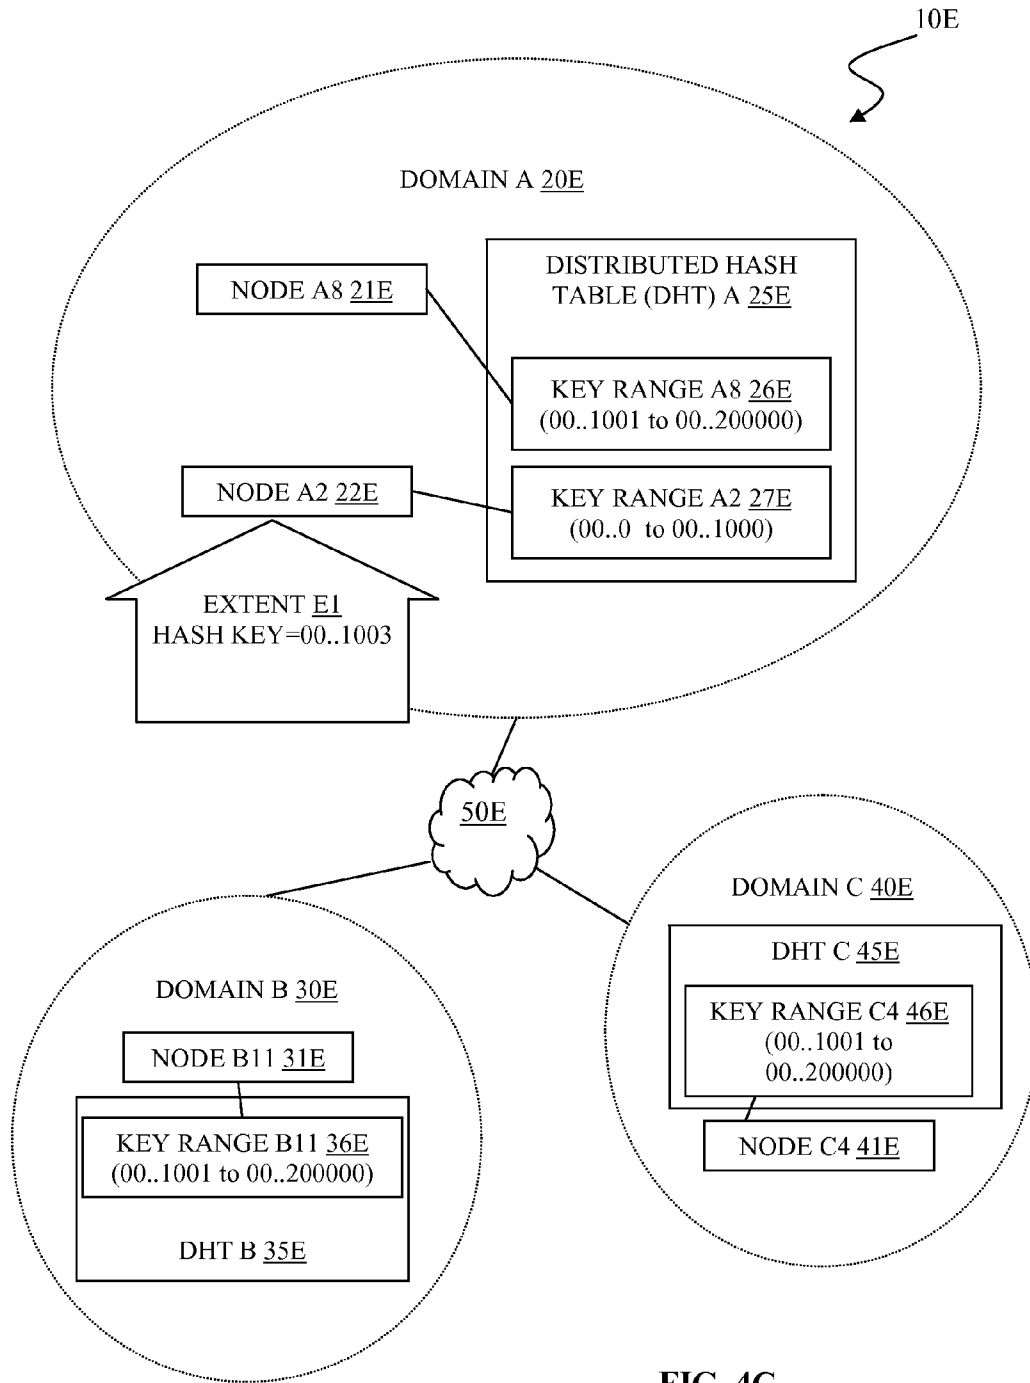 10E
DOMAIN A 20E
DISTRIBUTED HASH
TABLE (DHT) A 25E
NODE A8 21E
KEY RANGE A8 26E
(00..1001 to 00..200000)
NODE A2 22E
KEY RANGE A2 27E
(00..0 to 00..1000)
EXTENT E1
HASH KEY=00..1003
50E
DOMAIN C 40E
DHT C 45E
KEY RANGE C4 46E
(00..1001 to
00..200000)
NODE C4 41E
DOMAIN B 30E
NODE B11 31E
KEY RANGE B11 36E
(00..1001 to 00..200000)
DHT B 35E